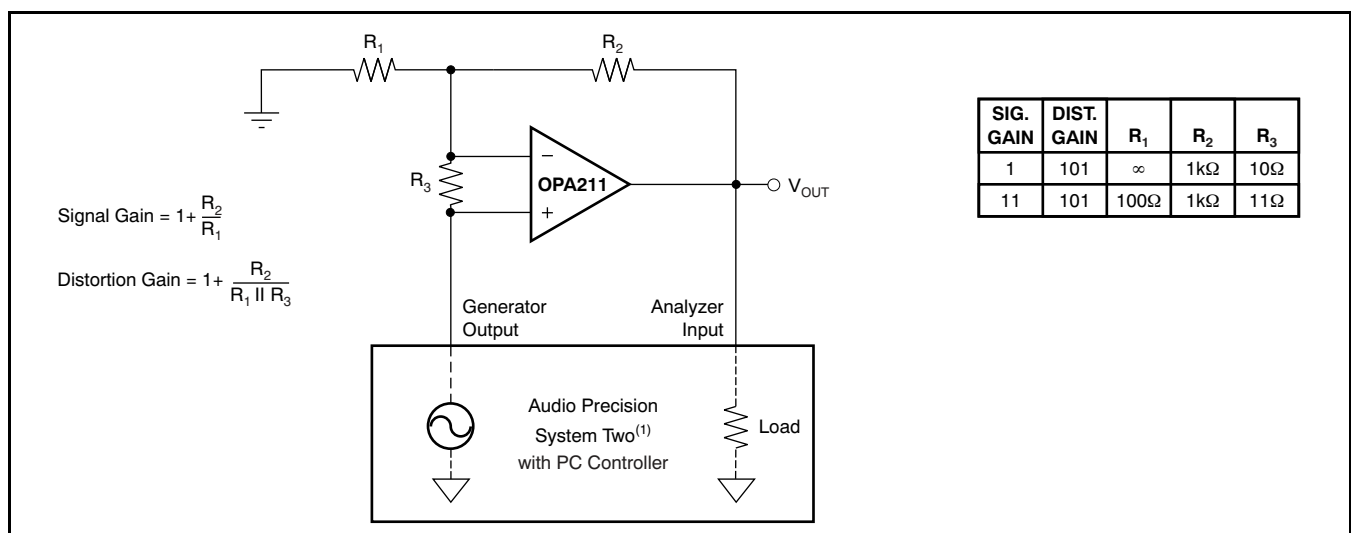 R1
R2
R3
−
OPA211
+
VOUT
Signal Gain = 1+ R2
R1
Distortion Gain = 1+ R2
R1 II R3
Generator
Output
Analyzer
Input
Audio Precision
System Two(1)
with PC Controller
Load
SIG. GAIN DIST. GAIN R1 R2 R3
1 101 ∞ 1kΩ 10Ω
11 101 100Ω 1kΩ 11Ω